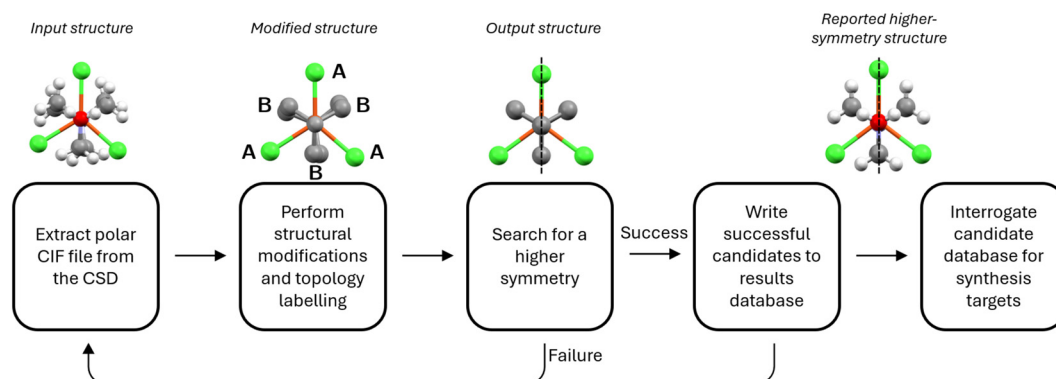 Input structure
Modified structure
Output structure
Reported higher-
symmetry structure
A
B B
A A
B
Extract polar
CIF file from
the CSD
Perform
structural
modifications
and topology
labelling
Search for a
higher
symmetry
Success
Write
successful
candidates to
results
database
Interrogate
candidate
database for
synthesis
targets
Failure